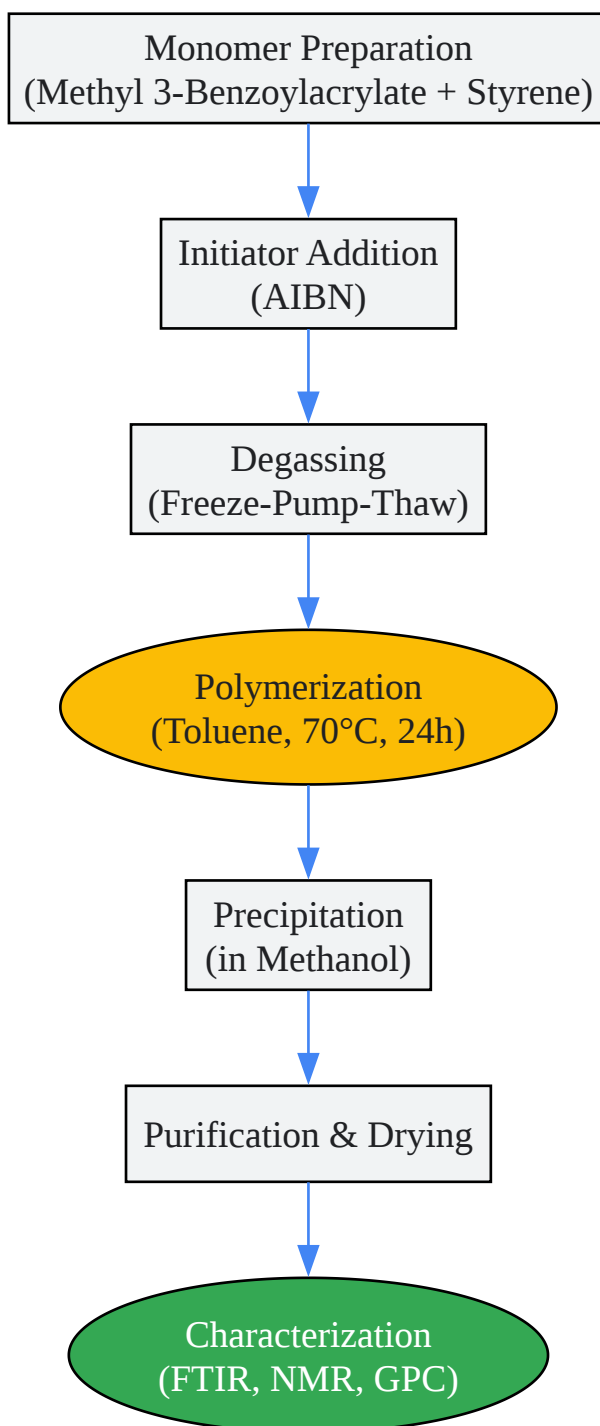 Monomer Preparation
(Methyl 3-Benzoylacrylate + Styrene)
Initiator Addition
(AIBN)
Degassing
(Freeze-Pump-Thaw)
Polymerization
(Toluene, 70°C, 24h)
Precipitation
(in Methanol)
Purification & Drying
Characterization
(FTIR, NMR, GPC)